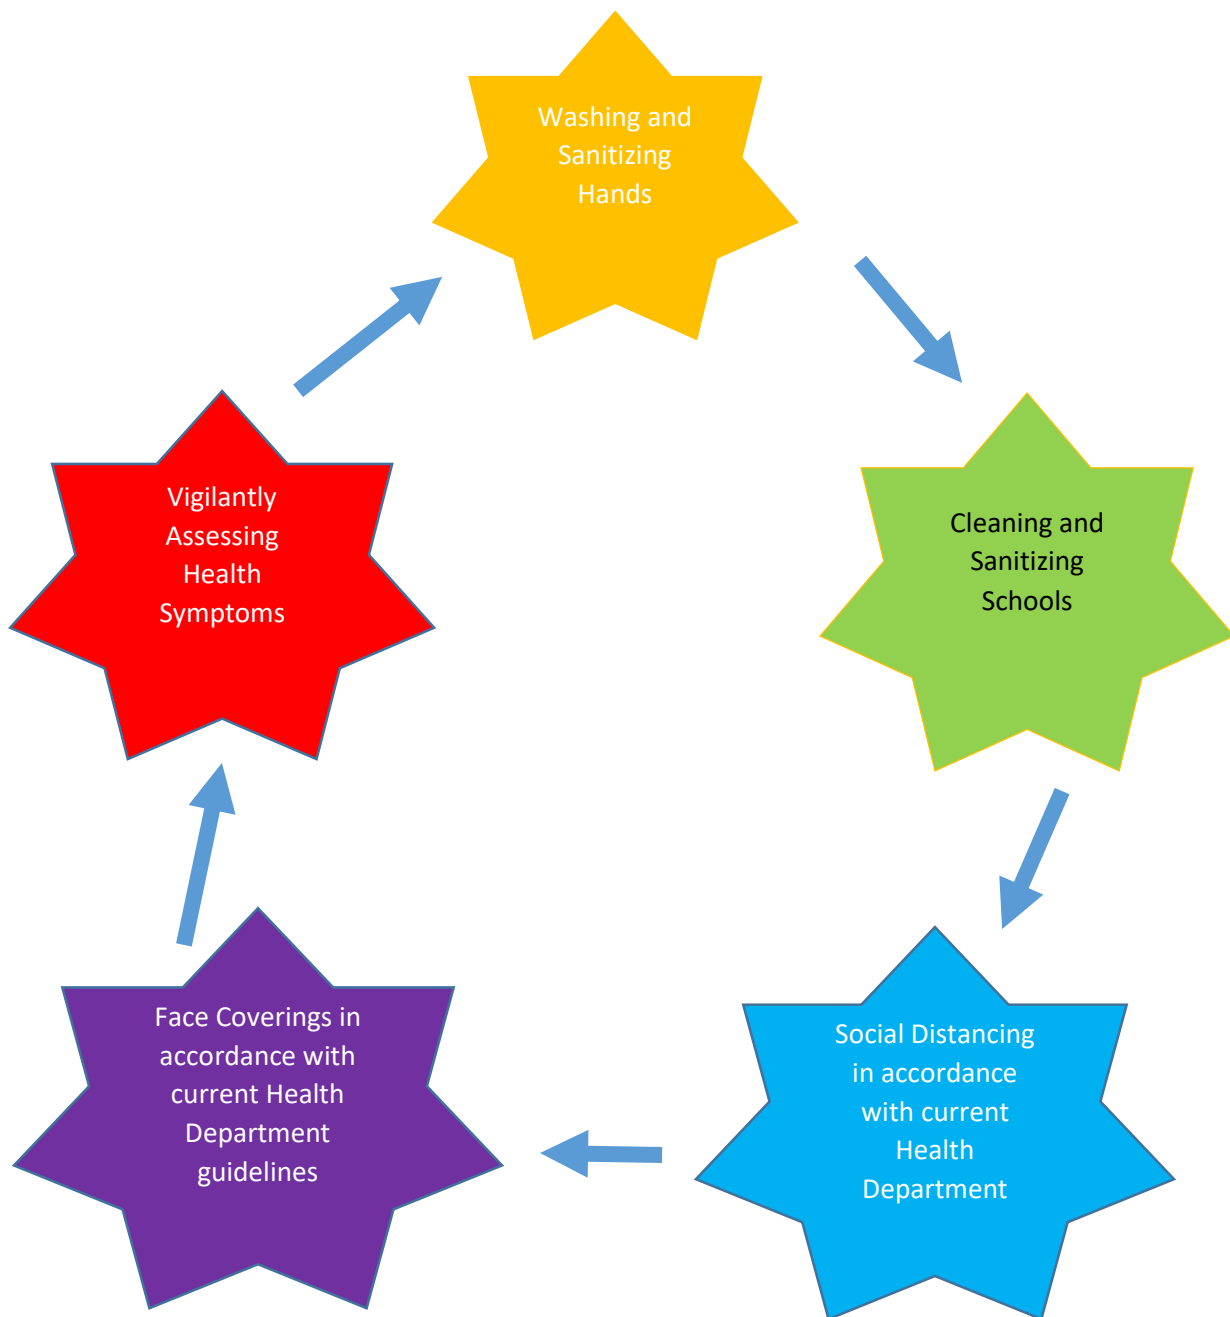 Washing and
Sanitizing
Hands
Cleaning and
Sanitizing
Schools
Social Distancing
in accordance
with current
Health
Department
Face Coverings in
accordance with
current Health
Department
guidelines
Vigilantly
Assessing
Health
Symptoms